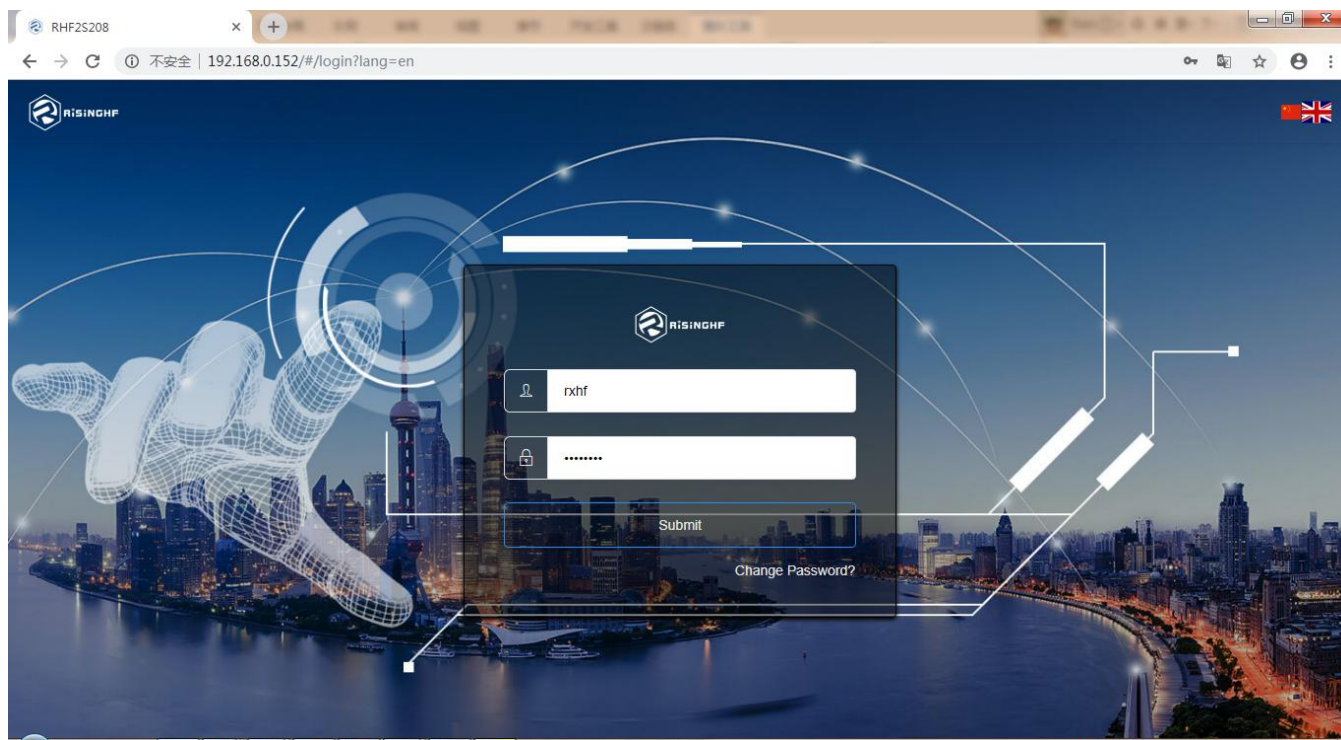 RHF2S208
不安全 | 192.168.0.152/#/login?lang=en
RiSiNGHF
RiSiNGHF
rxhf
••••••••
Submit
Change Password?